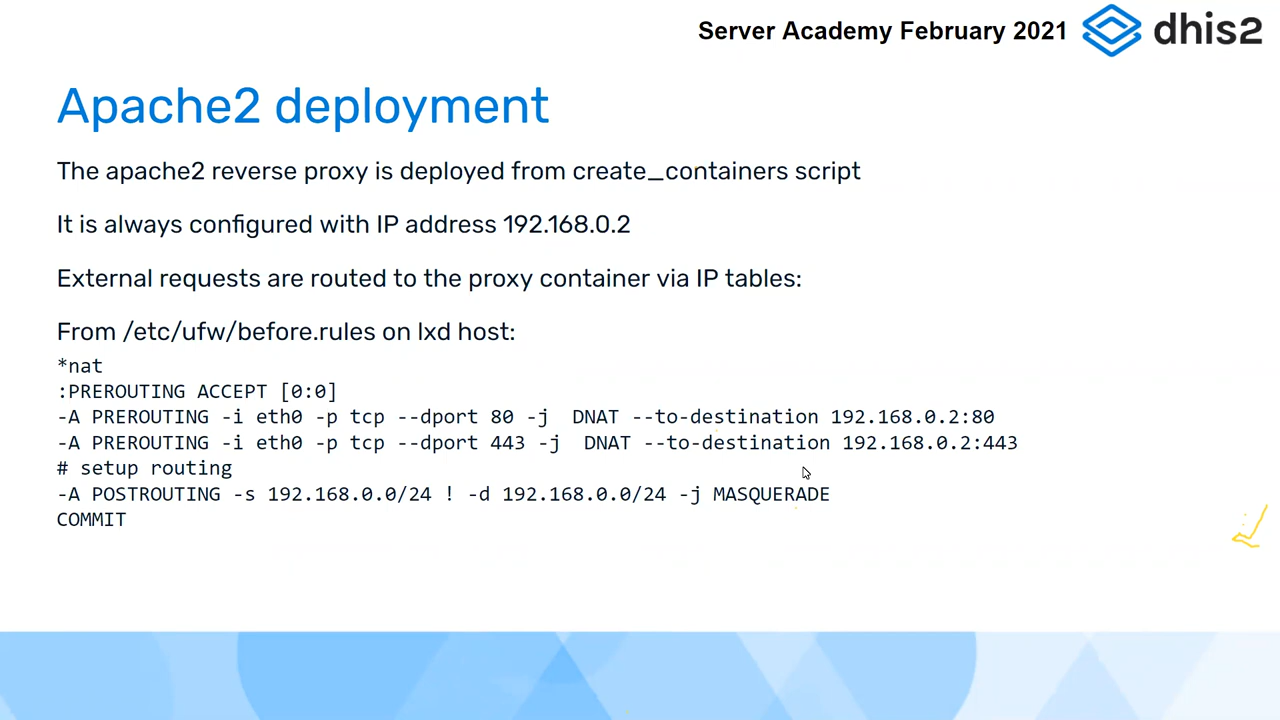 Server Academy February 2021 dhis2
Apache2 deployment
The apache2 reverse proxy is deployed from create_containers script
It is always configured with IP address 192.168.0.2
External requests are routed to the proxy container via IP tables:
From /etc/ufw/before.rules on lxd host:
*nat
:PREROUTING ACCEPT [0:0]
-A PREROUTING -i eth0 -p tcp --dport 80 -j  DNAT --to-destination 192.168.0.2:80
-A PREROUTING -i eth0 -p tcp --dport 443 -j  DNAT --to-destination 192.168.0.2:443
# setup routing
-A POSTROUTING -s 192.168.0.0/24 ! -d 192.168.0.0/24 -j MASQUERADE
COMMIT